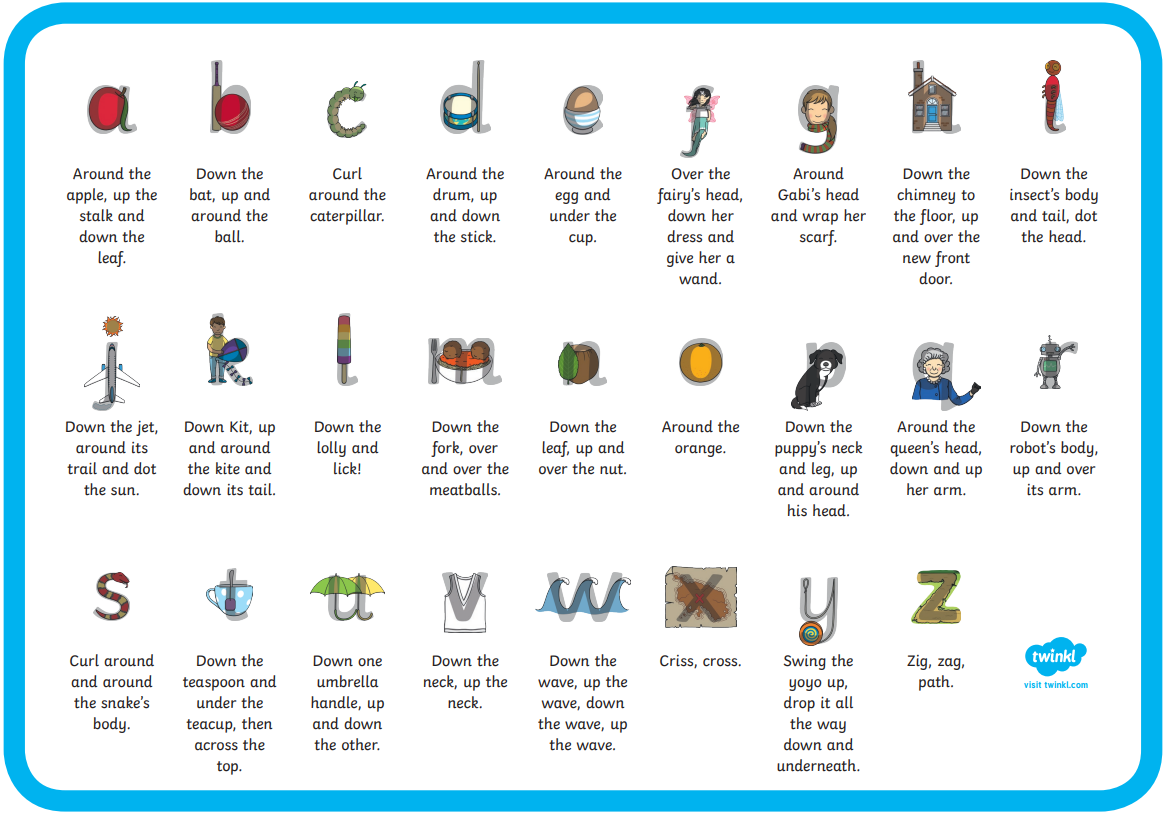 a
b
c
d
e
f
g
h
i
Around the
apple, up the
stalk and
down the
leaf.
Down the
bat, up and
around the
ball.
Curl
around the
caterpillar.
Around the
drum, up
and down
the stick.
Around the
egg and
under the
cup.
Over the
fairy's head,
down her
dress and
give her a
wand.
Around
Gabi's head
and wrap her
scarf.
Down the
chimney to
the floor, up
and over the
new front
door.
Down the
insect's body
and tail, dot
the head.
j
k
l
m
n
o
p
q
r
Down the jet,
around its
trail and dot
the sun.
Down Kit, up
and around
the kite and
down its tail.
Down the
lolly and
lick!
Down the
fork, over
and over the
meatballs.
Down the
leaf, up and
over the nut.
Around the
orange.
Down the
puppy's neck
and leg, up
and around
his head.
Around the
queen's head,
down and up
her arm.
Down the
robot's body,
up and over
its arm.
s
t
u
v
w
x
y
z
Curl around
and around
the snake's
body.
Down the
teaspoon and
under the
teacup, then
across the
top.
Down one
umbrella
handle, up
and down
the other.
Down the
neck, up the
neck.
Down the
wave, up the
wave, down
the wave, up
the wave.
Criss, cross.
Swing the
yoyo up,
drop it all
the way
down and
underneath.
Zig, zag,
path.
twinkl
visit twinkl.com